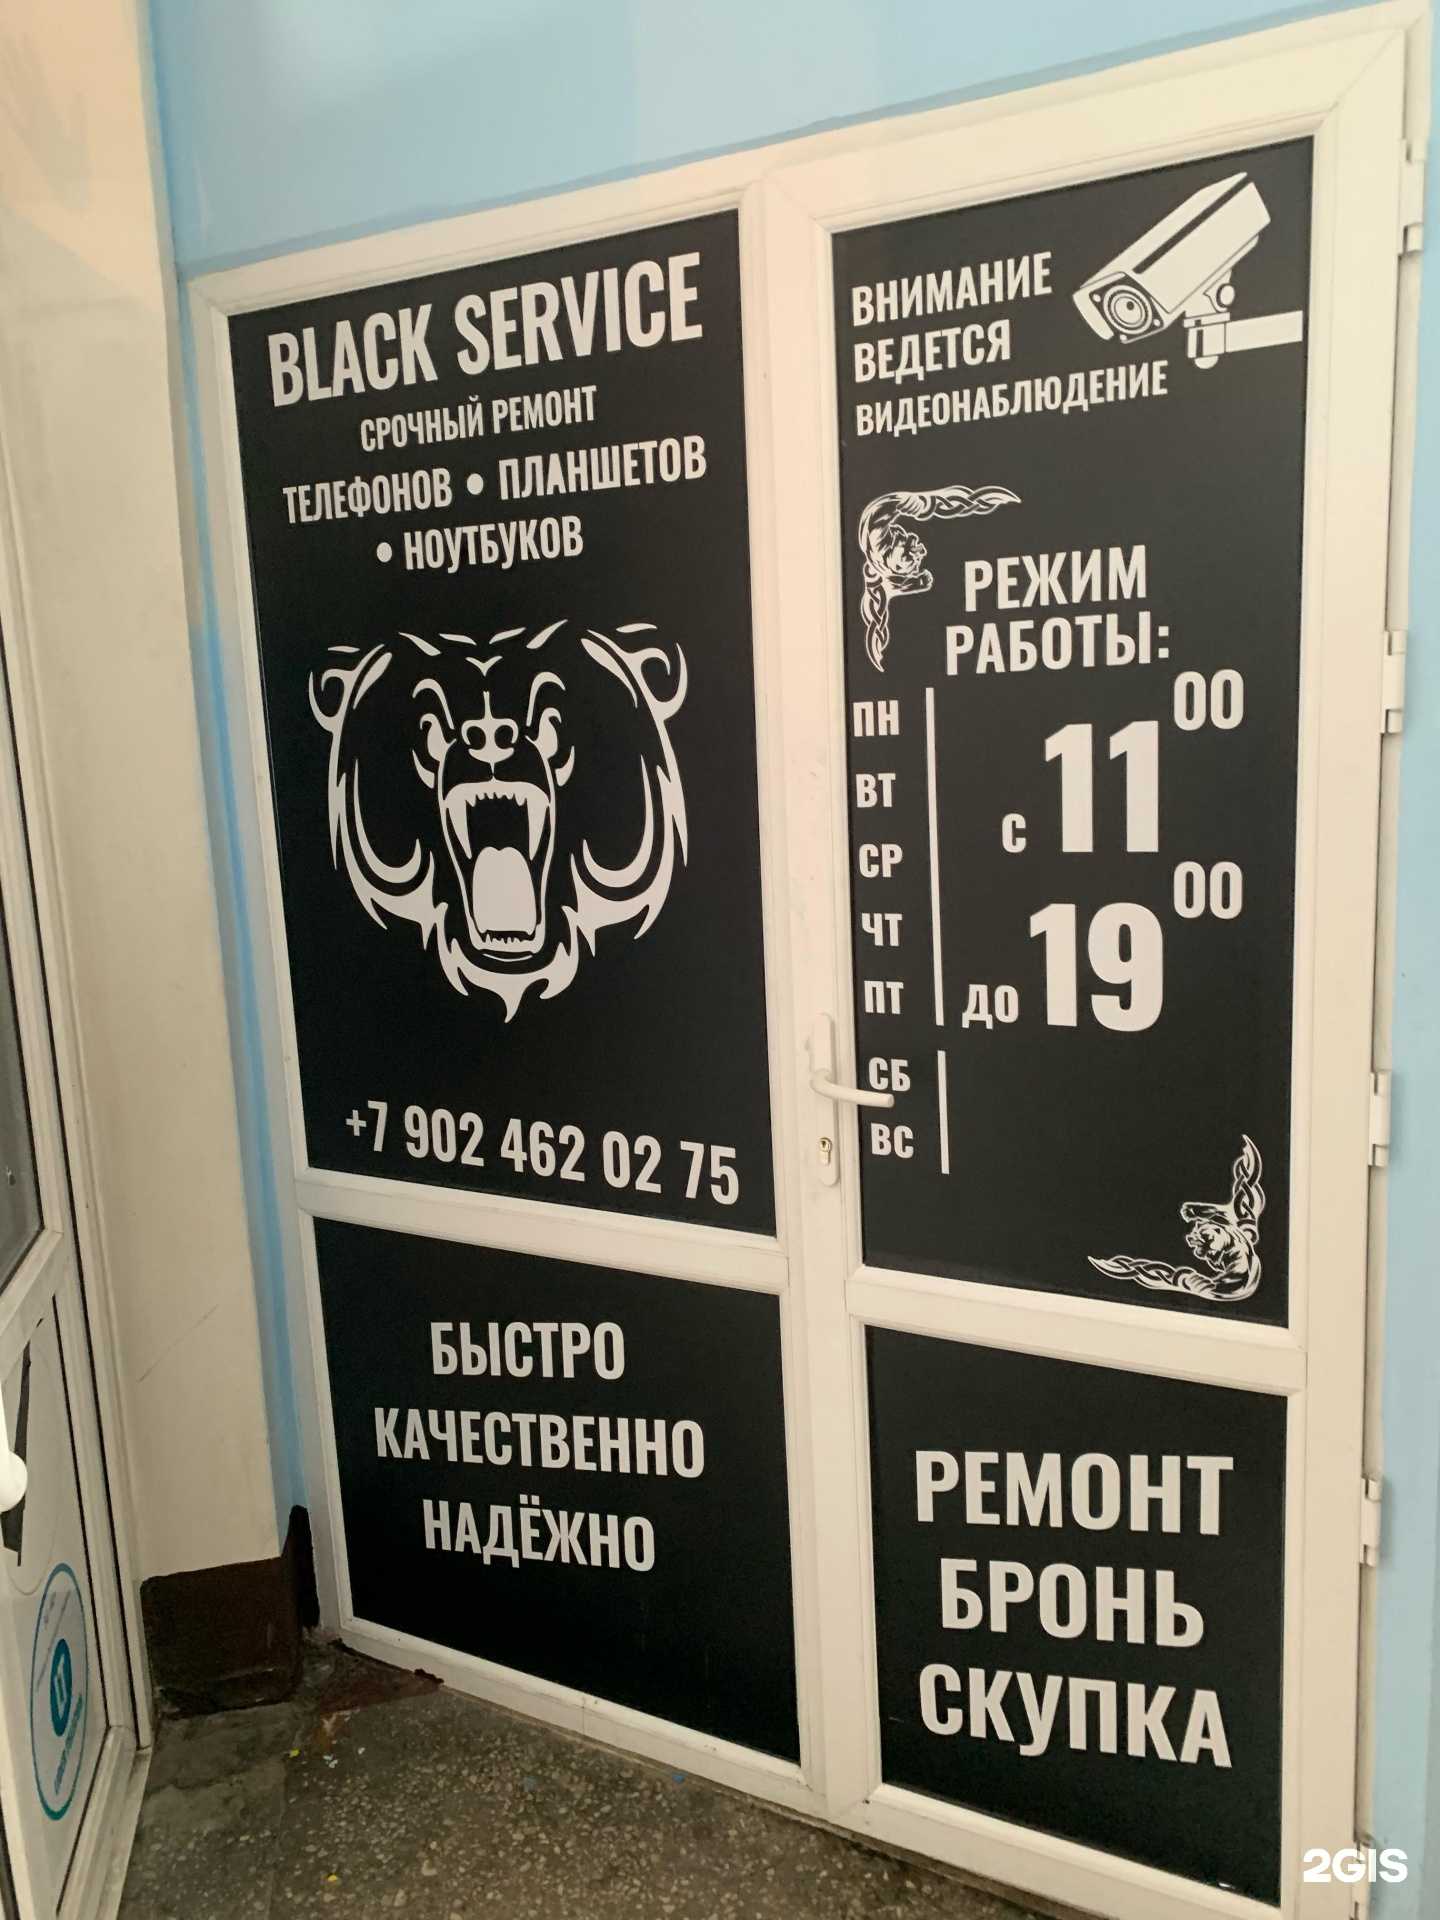 BLACK SERVICE
СРОЧНЫЙ РЕМОНТ
ТЕЛЕФОНОВ • ПЛАНШЕТОВ
• НОУТБУКОВ
+7 902 462 02 75
БЫСТРО
КАЧЕСТВЕННО
НАДЁЖНО
ВНИМАНИЕ
ВЕДЕТСЯ
ВИДЕОНАБЛЮДЕНИЕ
РЕЖИМ
РАБОТЫ:
ПН
ВТ
СР
ЧТ
ПТ
СБ
ВС
с 11 00
до 19 00
РЕМОНТ
БРОНЬ
СКУПКА
2GIS